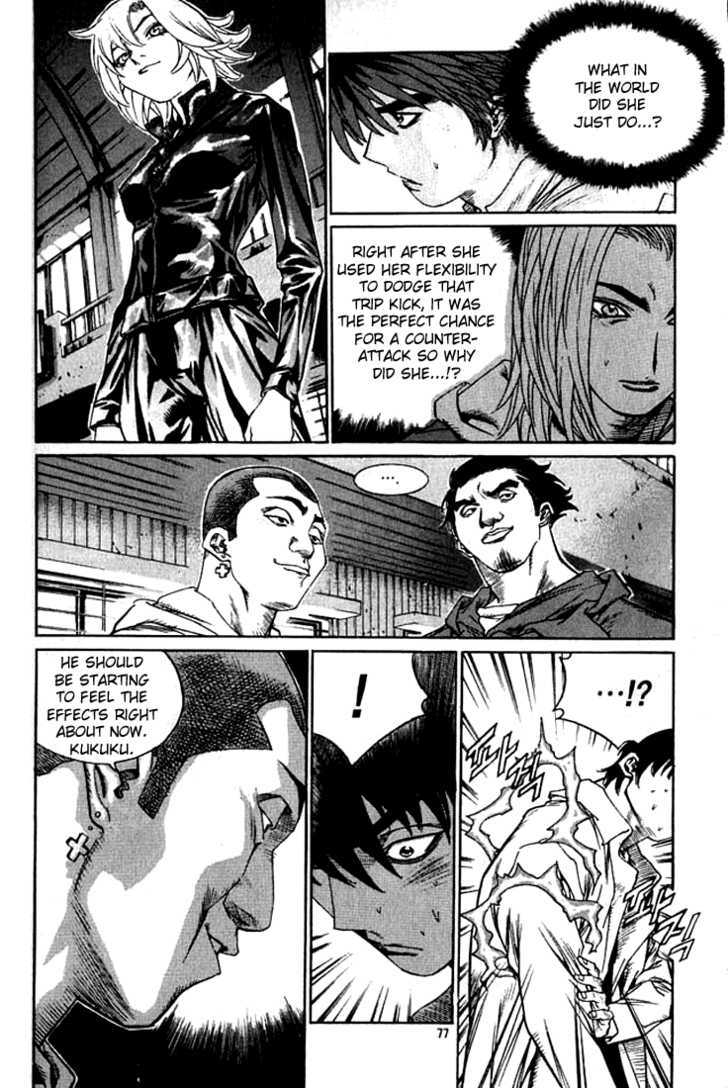 WHAT IN
THE WORLD
DID SHE
JUST DO...?
RIGHT AFTER SHE
USED HER FLEXIBILITY
TO DODGE THAT
TRIP KICK, IT WAS
THE PERFECT CHANCE
FOR A COUNTER-
ATTACK SO WHY
DID SHE...!?
...
HE SHOULD
BE STARTING
TO FEEL THE
EFFECTS RIGHT
ABOUT NOW.
KUKUKU.
!
...!?
77